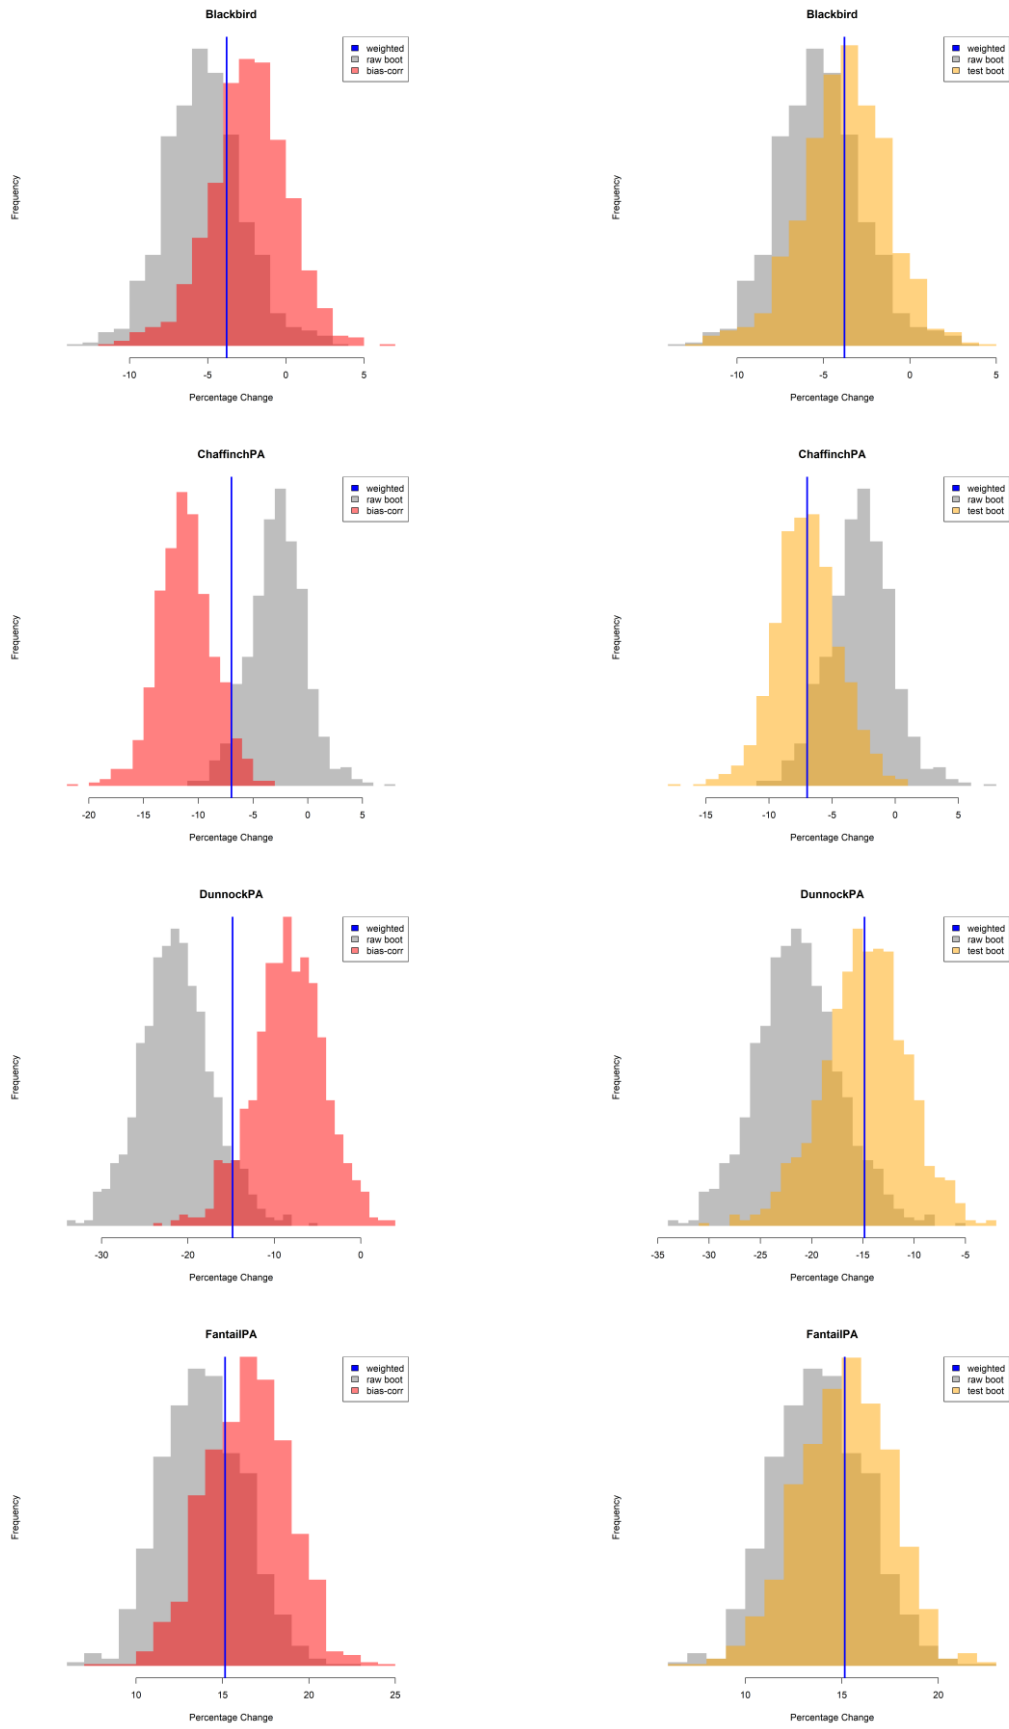 Blackbird
weighted
raw boot
bias-corr
Frequency
-10 -5 0 5
Percentage Change
Blackbird
weighted
raw boot
test boot
Frequency
-10 -5 0 5
Percentage Change
ChaffinchPA
weighted
raw boot
bias-corr
Frequency
-20 -15 -10 -5 0 5
Percentage Change
ChaffinchPA
weighted
raw boot
test boot
Frequency
-15 -10 -5 0 5
Percentage Change
DunnockPA
weighted
raw boot
bias-corr
Frequency
-30 -20 -10 0
Percentage Change
DunnockPA
weighted
raw boot
test boot
Frequency
-35 -30 -25 -20 -15 -10 -5
Percentage Change
FantailPA
weighted
raw boot
bias-corr
Frequency
10 15 20 25
Percentage Change
FantailPA
weighted
raw boot
test boot
Frequency
10 15 20
Percentage Change